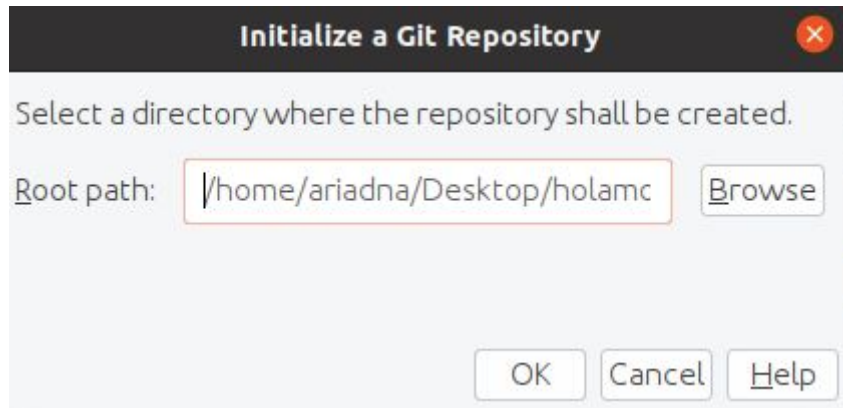 Initialize a Git Repository
Select a directory where the repository shall be created.
Root path: /home/ariadna/Desktop/holamc Browse
OK Cancel Help